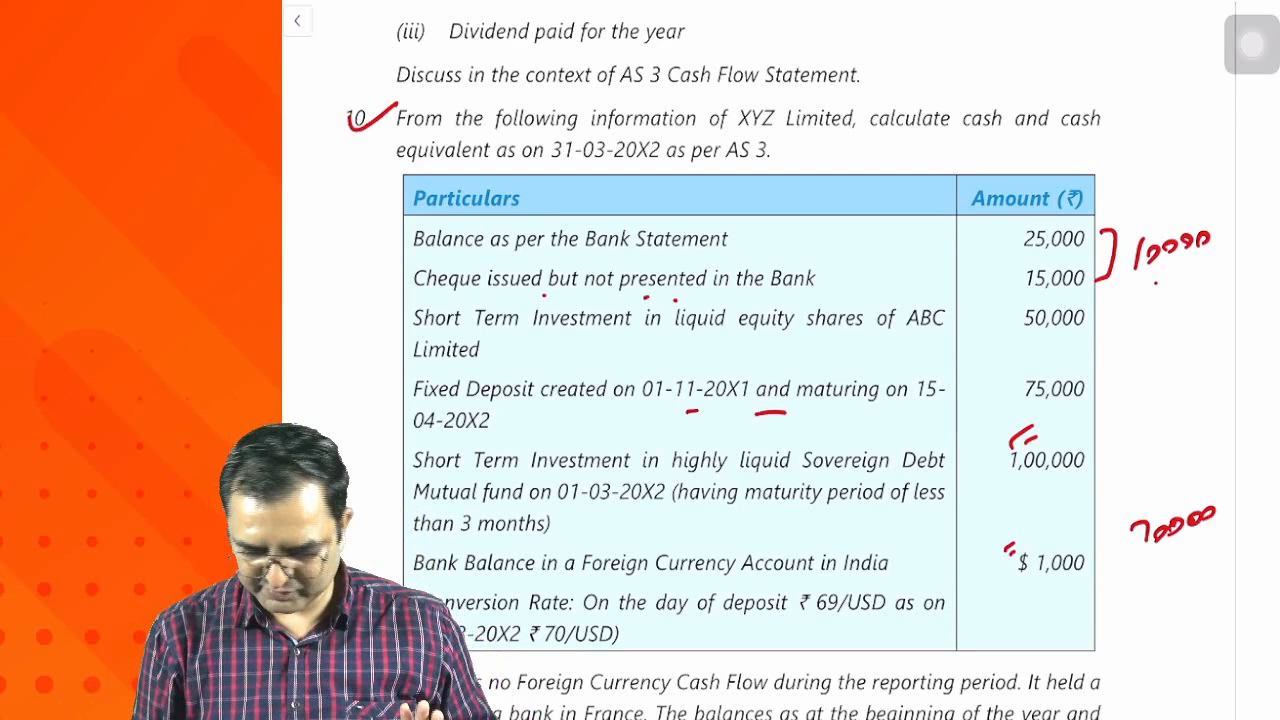 (iii) Dividend paid for the year
Discuss in the context of AS 3 Cash Flow Statement.
10 From the following information of XYZ Limited, calculate cash and cash
equivalent as on 31-03-20X2 as per AS 3.
Particulars Amount (₹)
Balance as per the Bank Statement 25,000
Cheque issued but not presented in the Bank 15,000
10000
Short Term Investment in liquid equity shares of ABC 50,000
Limited
Fixed Deposit created on 01-11-20X1 and maturing on 15- 75,000
04-20X2
Short Term Investment in highly liquid Sovereign Debt 1,00,000
Mutual fund on 01-03-20X2 (having maturity period of less
than 3 months)
70000
Bank Balance in a Foreign Currency Account in India $ 1,000
Rate: On the day of deposit ₹ 69/USD as on
-20X2 ₹ 70/USD)
no Foreign Currency Cash Flow during the reporting period. It held a
bank in France. The balances as at the beginning of the year and